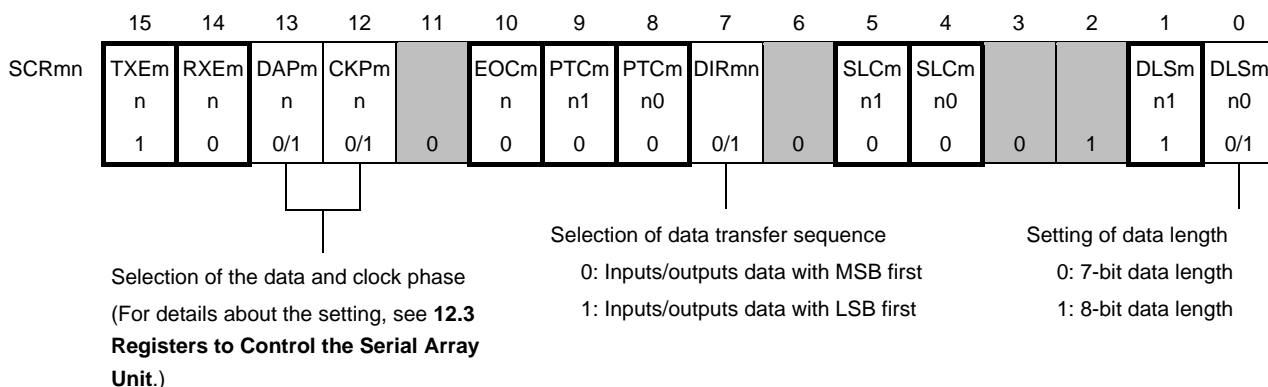 15 14 13 12 11 10 9 8 7 6 5 4 3 2 1 0
SCRmn TXEm RXEm DAPm CKPm EOCm PTCm PTCm DIRmn SLCm SLCm DLSm DLSm
n n n n n n1 n0 n1 n0 n1 n0
1 0 0/1 0/1 0 0 0 0 0/1 0 0 0 0 1 1 0/1
Selection of the data and clock phase
(For details about the setting, see 12.3
Registers to Control the Serial Array
Unit.)
Selection of data transfer sequence
0: Inputs/outputs data with MSB first
1: Inputs/outputs data with LSB first
Setting of data length
0: 7-bit data length
1: 8-bit data length